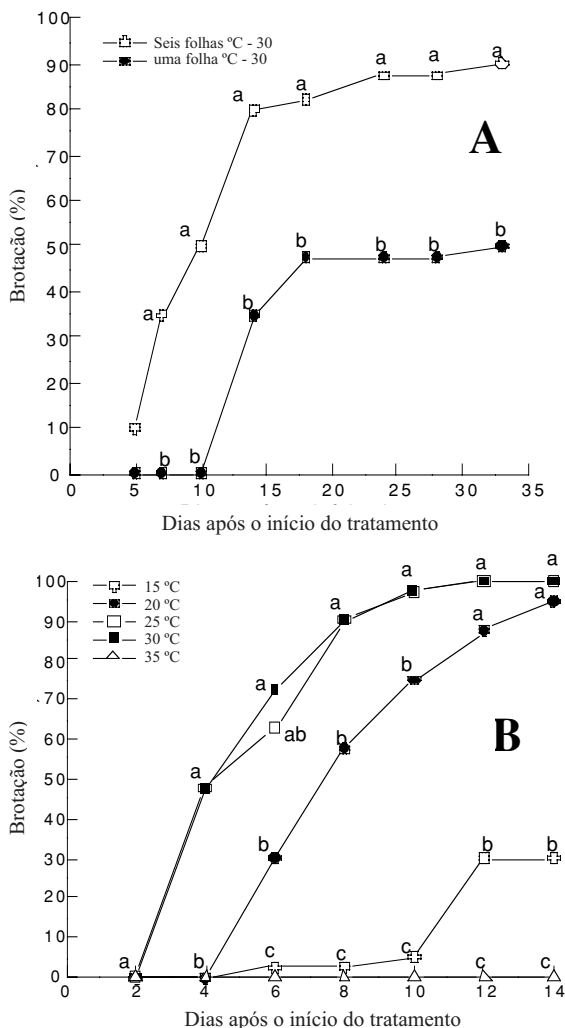 Seis folhas ºC - 30
uma folha ºC - 30
A
Brotação (%)
100
90
80
70
60
50
40
30
20
10
0
a
a
a
a
a
a
a
b
b
b
b
b
b
b
0 5 10 15 20 25 30 35
Dias após o início do tratamento
15 ºC
20 ºC
25 ºC
30 ºC
35 ºC
B
Brotação (%)
100
90
80
70
60
50
40
30
20
10
0
a
a
a
a
a
a
a
a
a
ab
b
b
b
b
b
b
c
c
c
c
c
0 2 4 6 8 10 12 14
Dias após o início do tratamento